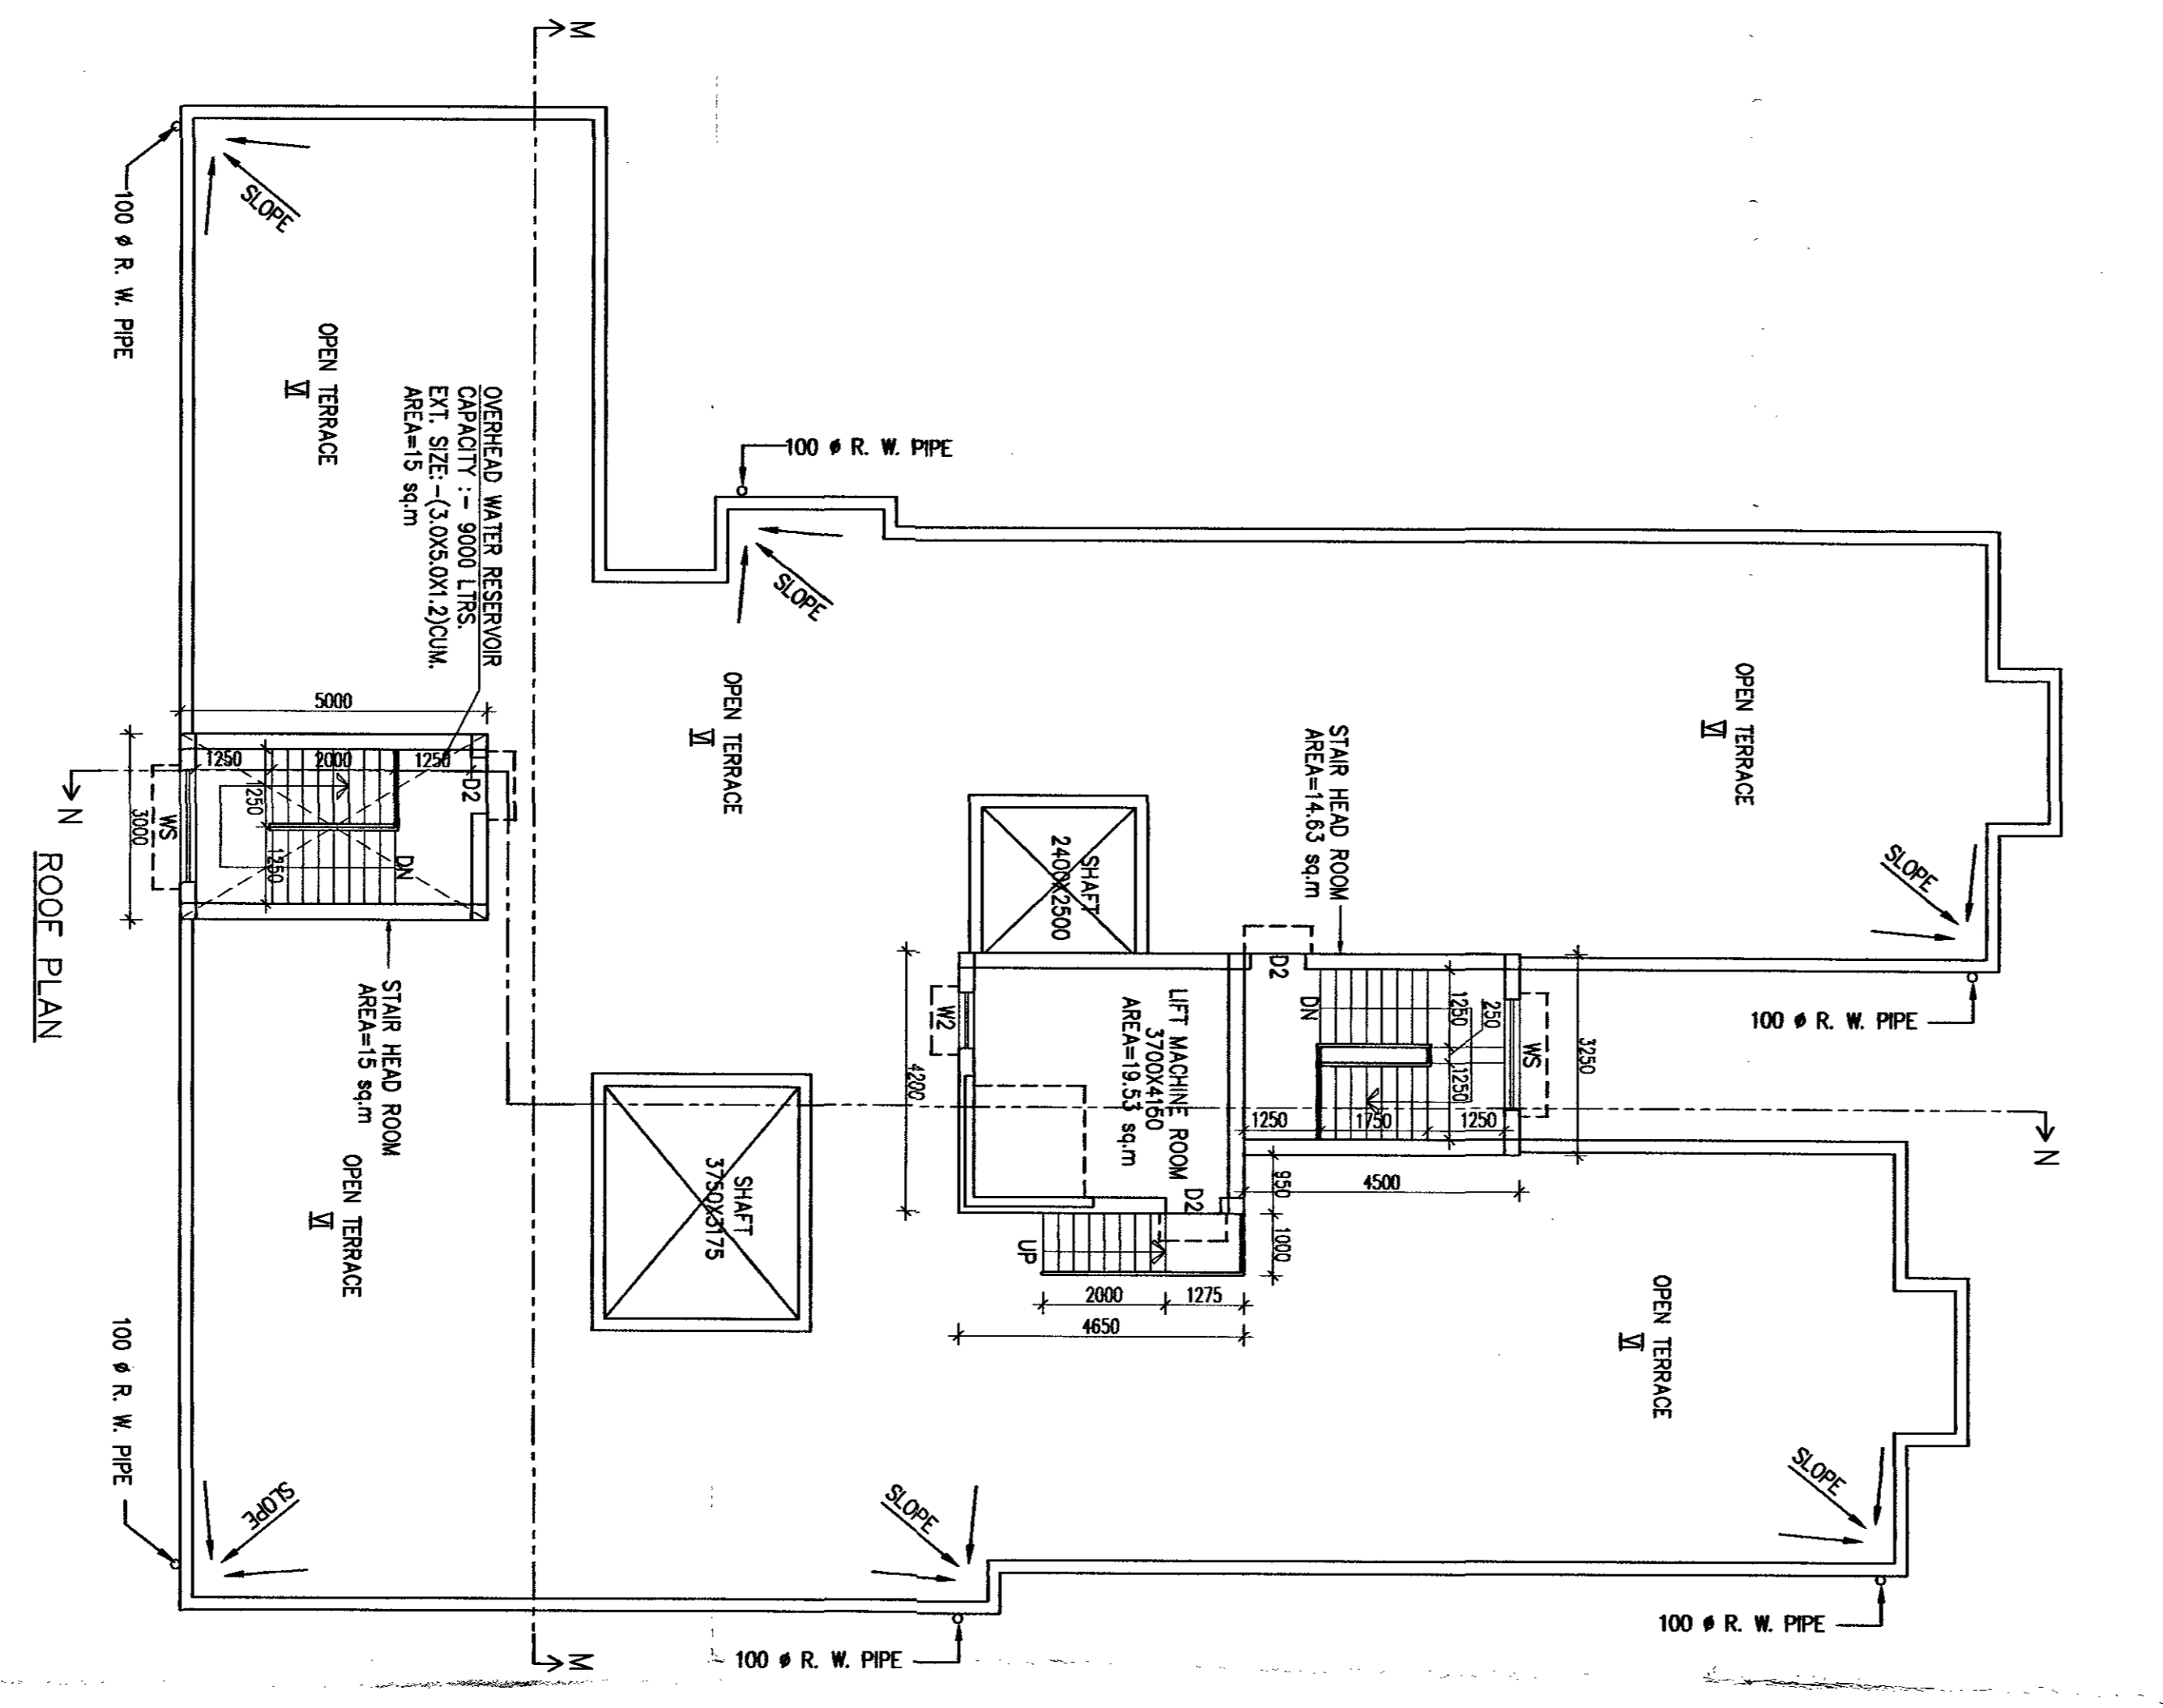 M
100 ø R. W. PIPE
SLOPE
OPEN TERRACE
VI
OVERHEAD WATER RESERVOIR
CAPACITY :- 9000 LTRS.
EXT. SIZE:-(3.0X5.0X1.2)CUM.
AREA=15 sq.m
100 ø R. W. PIPE
SLOPE
OPEN TERRACE
VI
OPEN TERRACE
VI
STAIR HEAD ROOM
AREA=14.63 sq.m
SLOPE
100 ø R. W. PIPE
5000
1250
2000
1250
D2
1250
1250
DN
WS
3000
N
ROOF PLAN
STAIR HEAD ROOM
AREA=15 sq.m
OPEN TERRACE
VI
SHAFT
2400X2500
SHAFT
3750X3175
LIFT MACHINE ROOM
3700X4150
AREA=19.53 sq.m
W2
4200
D2
DN
1250
250
1250
WS
3250
1250
1750
1250
4500
950
1000
D2
UP
2000
1275
4650
N
OPEN TERRACE
VI
SLOPE
100 ø R. W. PIPE
SLOPE
100 ø R. W. PIPE
SLOPE
100 ø R. W. PIPE
M